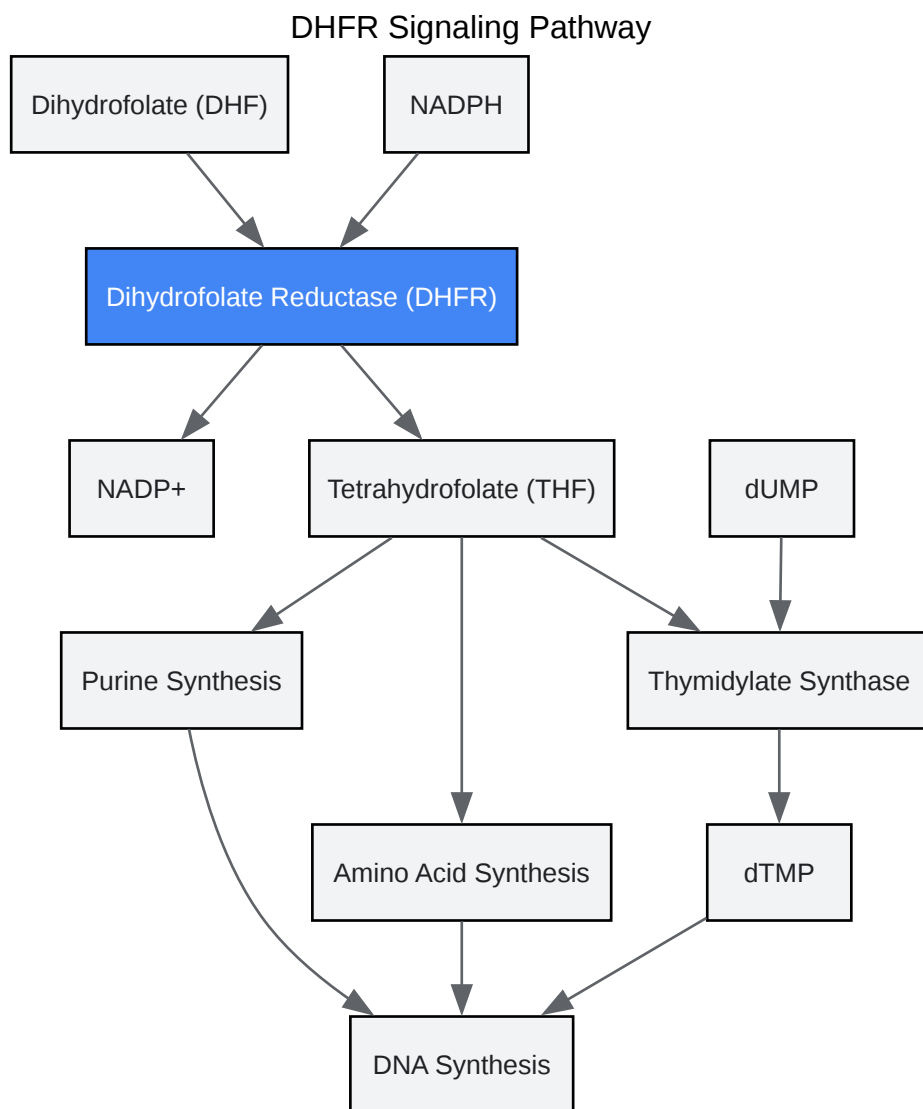 DHFR Signaling Pathway
Dihydrofolate (DHF)
NADPH
Dihydrofolate Reductase (DHFR)
NADP+
Tetrahydrofolate (THF)
dUMP
Purine Synthesis
Thymidylate Synthase
Amino Acid Synthesis
dTMP
DNA Synthesis